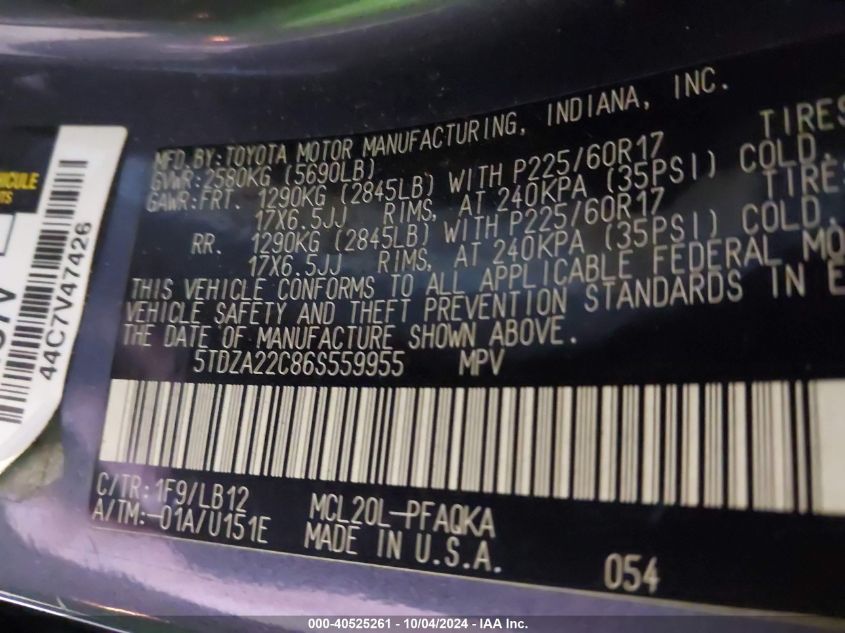 MFD. BY: TOYOTA MOTOR MANUFACTURING, INDIANA, INC.
GVWR: 2580KG (5690LB)
GAWR: FRT. 1290KG (2845LB) WITH P225/60R17 TIRES
17X6.5JJ RIMS, AT 240KPA (35PSI) COLD.
RR. 1290KG (2845LB) WITH P225/60R17 TIRES
17X6.5JJ RIMS, AT 240KPA (35PSI) COLD.
THIS VEHICLE CONFORMS TO ALL APPLICABLE FEDERAL MO
VEHICLE SAFETY AND THEFT PREVENTION STANDARDS IN E
THE DATE OF MANUFACTURE SHOWN ABOVE.
5TDZA22C86S559955 MPV
C/TR: 1F9/LB12 MCL20L-PFAQKA
A/TM:-01A/U151E MADE IN U.S.A.
054
44C7V47426
000-40525261 - 10/04/2024 - IAA Inc.